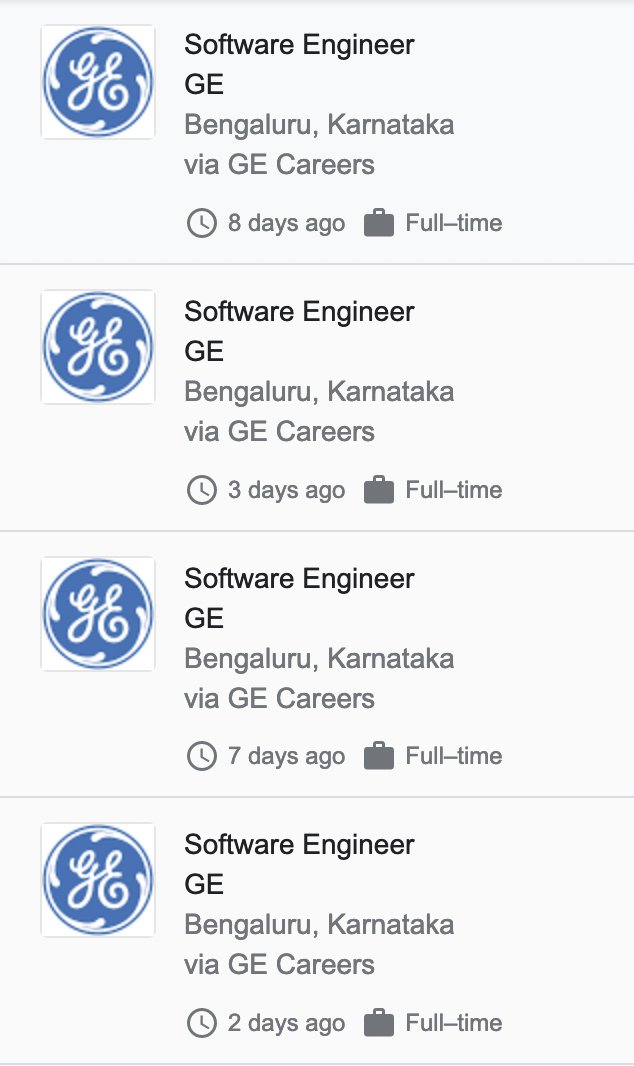 GE
Software Engineer
GE
Bengaluru, Karnataka
via GE Careers
8 days ago Full–time
GE
Software Engineer
GE
Bengaluru, Karnataka
via GE Careers
3 days ago Full–time
GE
Software Engineer
GE
Bengaluru, Karnataka
via GE Careers
7 days ago Full–time
GE
Software Engineer
GE
Bengaluru, Karnataka
via GE Careers
2 days ago Full–time